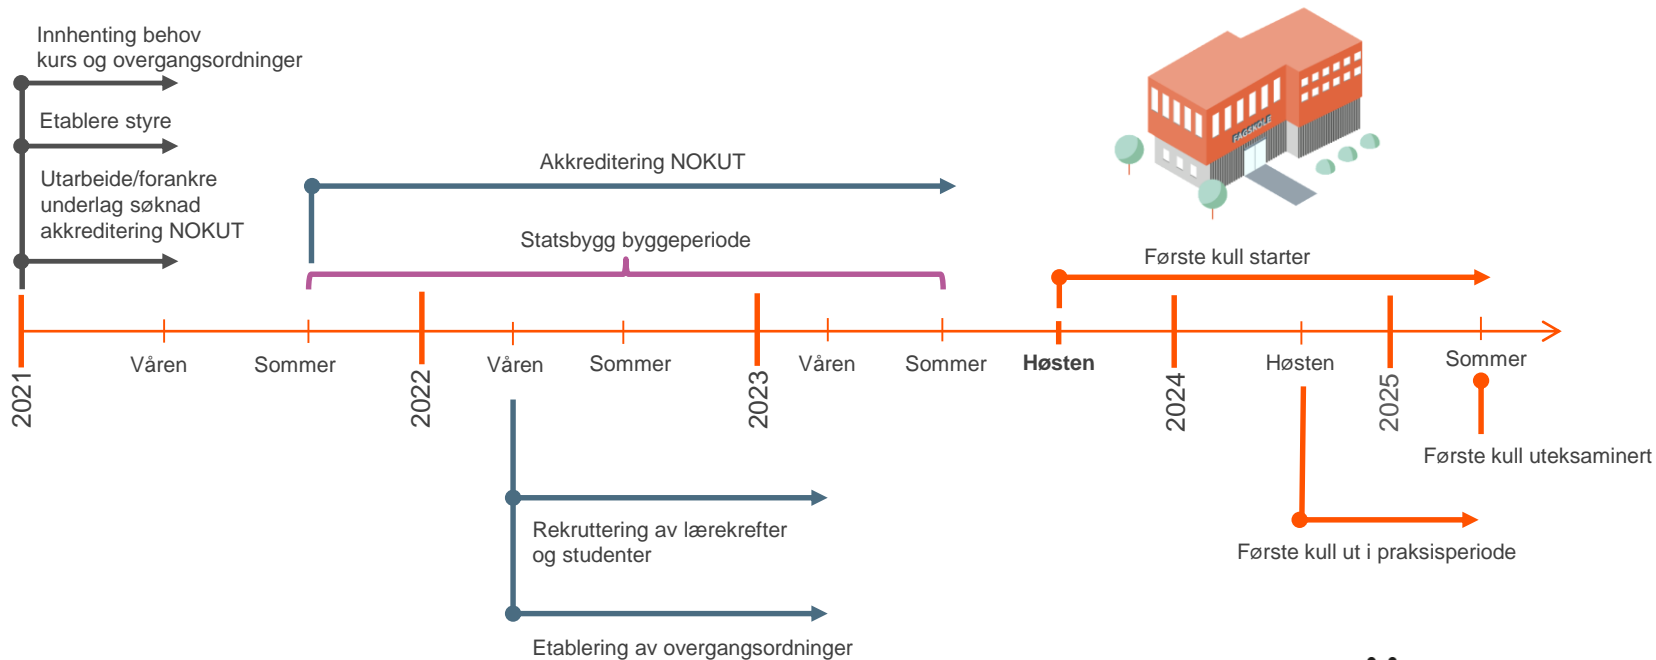 Innhenting behov
kurs og overgangsordninger
Etablere styre
Utarbeide/forankre
underlag søknad
akkreditering NOKUT
Akkreditering NOKUT
Statsbygg byggeperiode
FAGSKOLE
Første kull starter
2021
Våren
Sommer
2022
Våren
Sommer
2023
Våren
Sommer
Høsten
2024
Høsten
2025
Sommer
Første kull uteksaminert
Rekruttering av lærekrefter
og studenter
Første kull ut i praksisperiode
Etablering av overgangsordninger